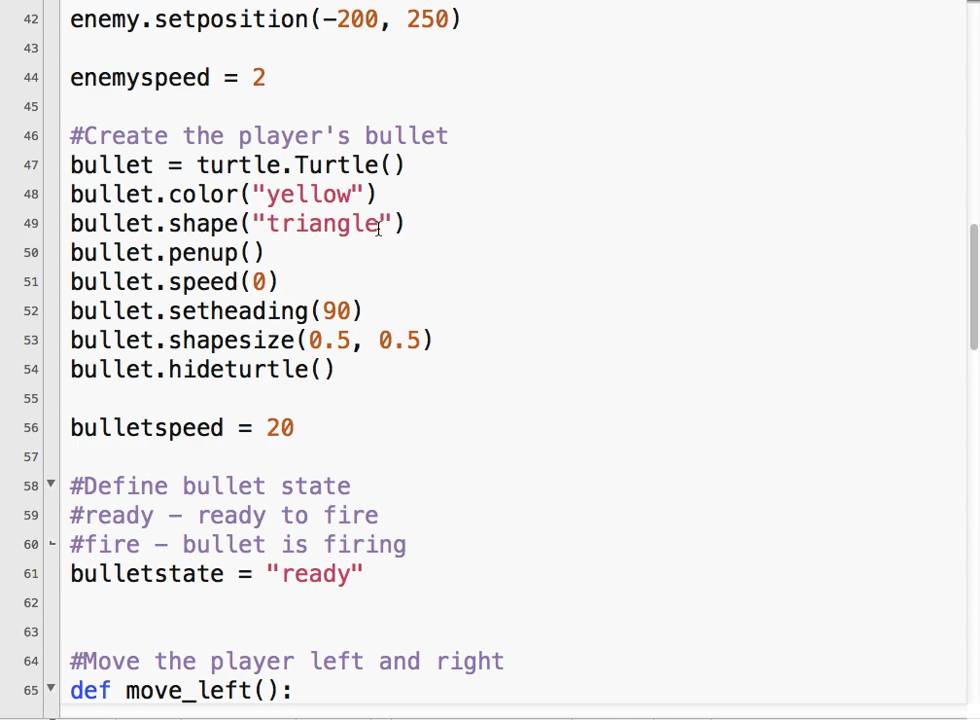 42 enemy.setposition(-200, 250)
43
44 enemyspeed = 2
45
46 #Create the player's bullet
47 bullet = turtle.Turtle()
48 bullet.color("yellow")
49 bullet.shape("triangle")
50 bullet.penup()
51 bullet.speed(0)
52 bullet.setheading(90)
53 bullet.shapesize(0.5, 0.5)
54 bullet.hideturtle()
55
56 bulletspeed = 20
57
58 #Define bullet state
59 #ready - ready to fire
60 #fire - bullet is firing
61 bulletstate = "ready"
62
63
64 #Move the player left and right
65 def move_left():